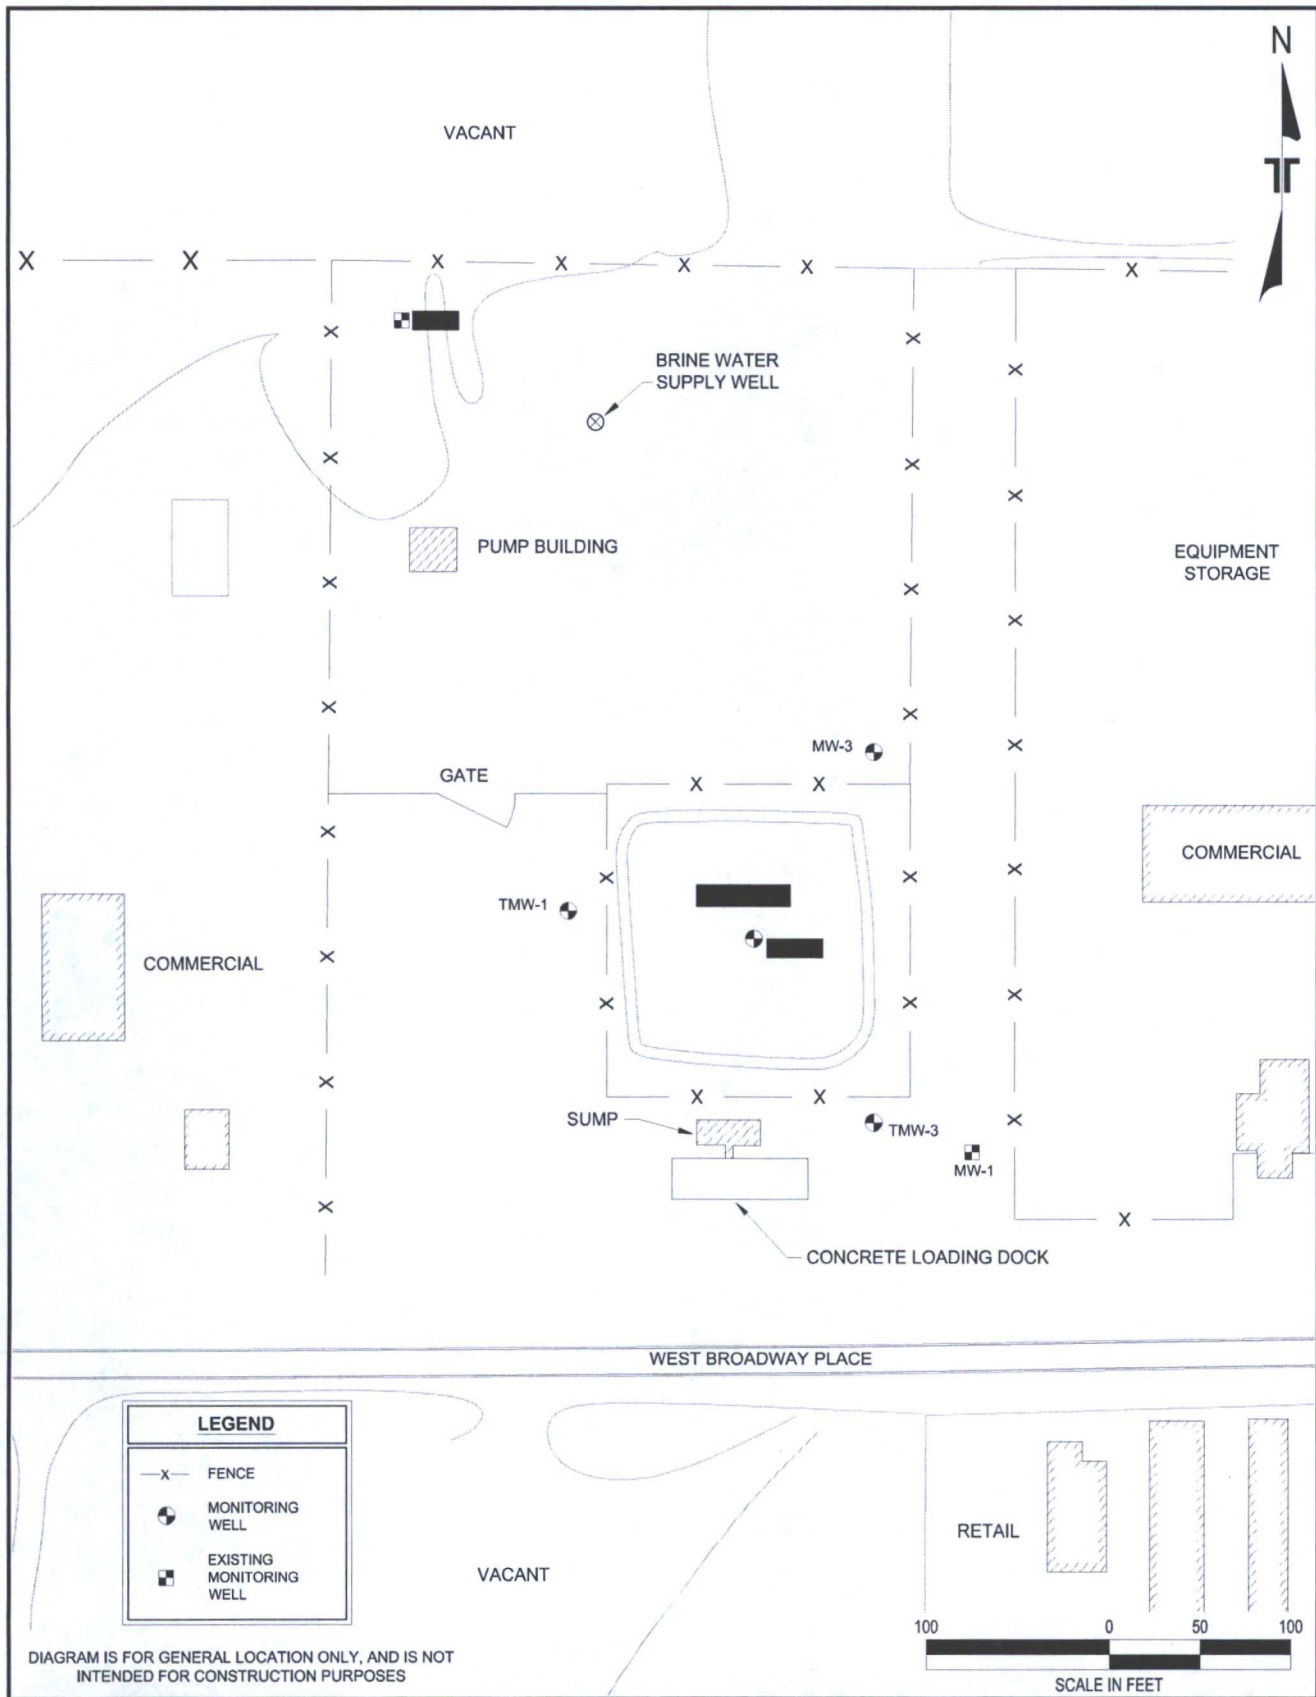 N
VACANT
BRINE WATER
SUPPLY WELL
PUMP BUILDING
EQUIPMENT
STORAGE
MW-3
GATE
COMMERCIAL
TMW-1
COMMERCIAL
SUMP
TMW-3
MW-1
CONCRETE LOADING DOCK
WEST BROADWAY PLACE
LEGEND
—X— FENCE
MONITORING
WELL
EXISTING
MONITORING
WELL
VACANT
RETAIL
DIAGRAM IS FOR GENERAL LOCATION ONLY, AND IS NOT
INTENDED FOR CONSTRUCTION PURPOSES
100 0 50 100
SCALE IN FEET